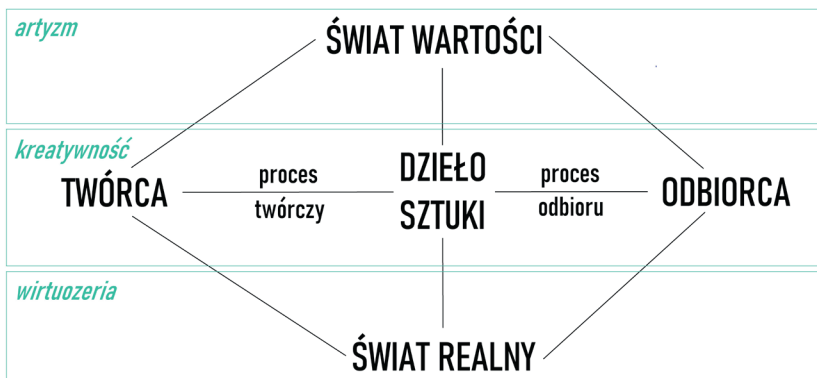 artyzm
ŚWIAT WARTOŚCI
kreatywność
TWÓRCA
proces
twórczy
DZIEŁO
SZTUKI
proces
odbioru
ODBIORCA
wirtuozeria
ŚWIAT REALNY